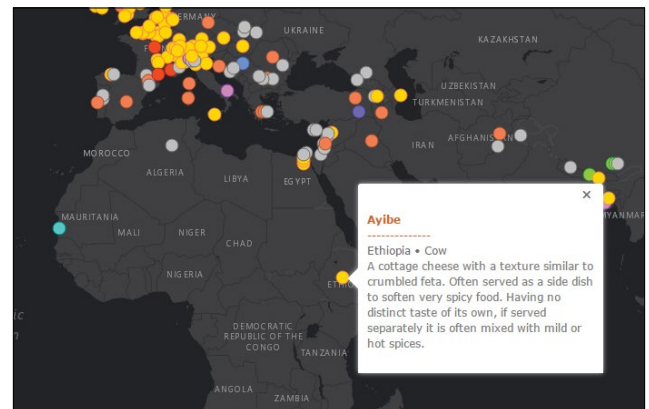 GERMANY
UKRAINE
KAZAKHSTAN
UZBEKISTAN
TURKMENISTAN
IRAN
AFGHANISTAN
MOROCCO
ALGERIA
LIBYA
EGYPT
MAURITANIA
MALI
NIGER
CHAD
NIGERIA
MYANMAR
DEMOCRATIC
REPUBLIC OF THE
CONGO
TANZANIA
ANGOLA
ZAMBIA
×
Ayibe
--------------
Ethiopia • Cow
A cottage cheese with a texture similar to
crumbled feta. Often served as a side dish
to soften very spicy food. Having no
distinct taste of its own, if served
separately it is often mixed with mild or
hot spices.